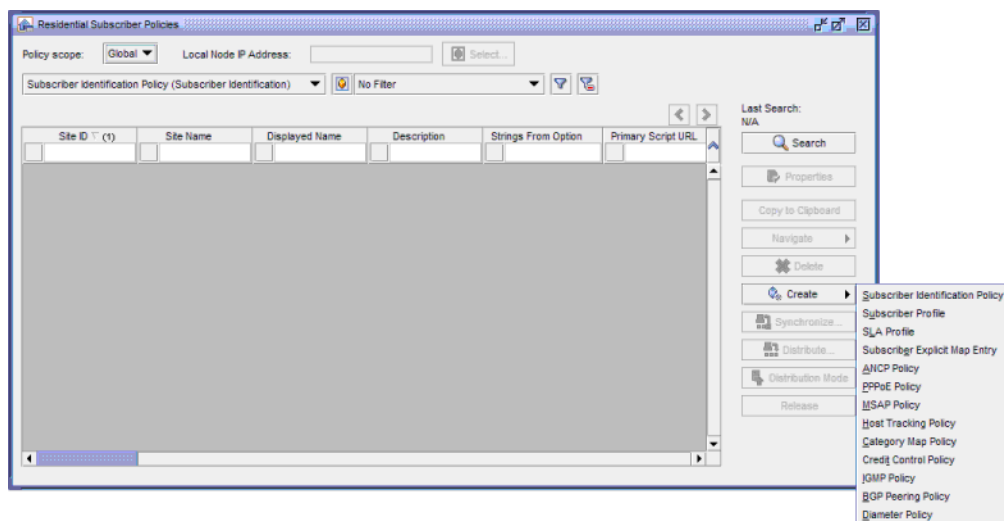 Residential Subscriber Policies
Policy scope: Global Local Node IP Address: Select...
Subscriber Identification Policy (Subscriber Identification) No Filter
Last Search:
N/A
Site ID (1) Site Name Displayed Name Description Strings From Option Primary Script URL
Search
Properties
Copy to Clipboard
Navigate
Delete
Create
Synchronize...
Distribute...
Distribution Mode
Release
Subscriber Identification Policy
Subscriber Profile
SLA Profile
Subscriber Explicit Map Entry
ANCP Policy
PPPoE Policy
MSAP Policy
Host Tracking Policy
Category Map Policy
Credit Control Policy
IGMP Policy
BGP Peering Policy
Diameter Policy